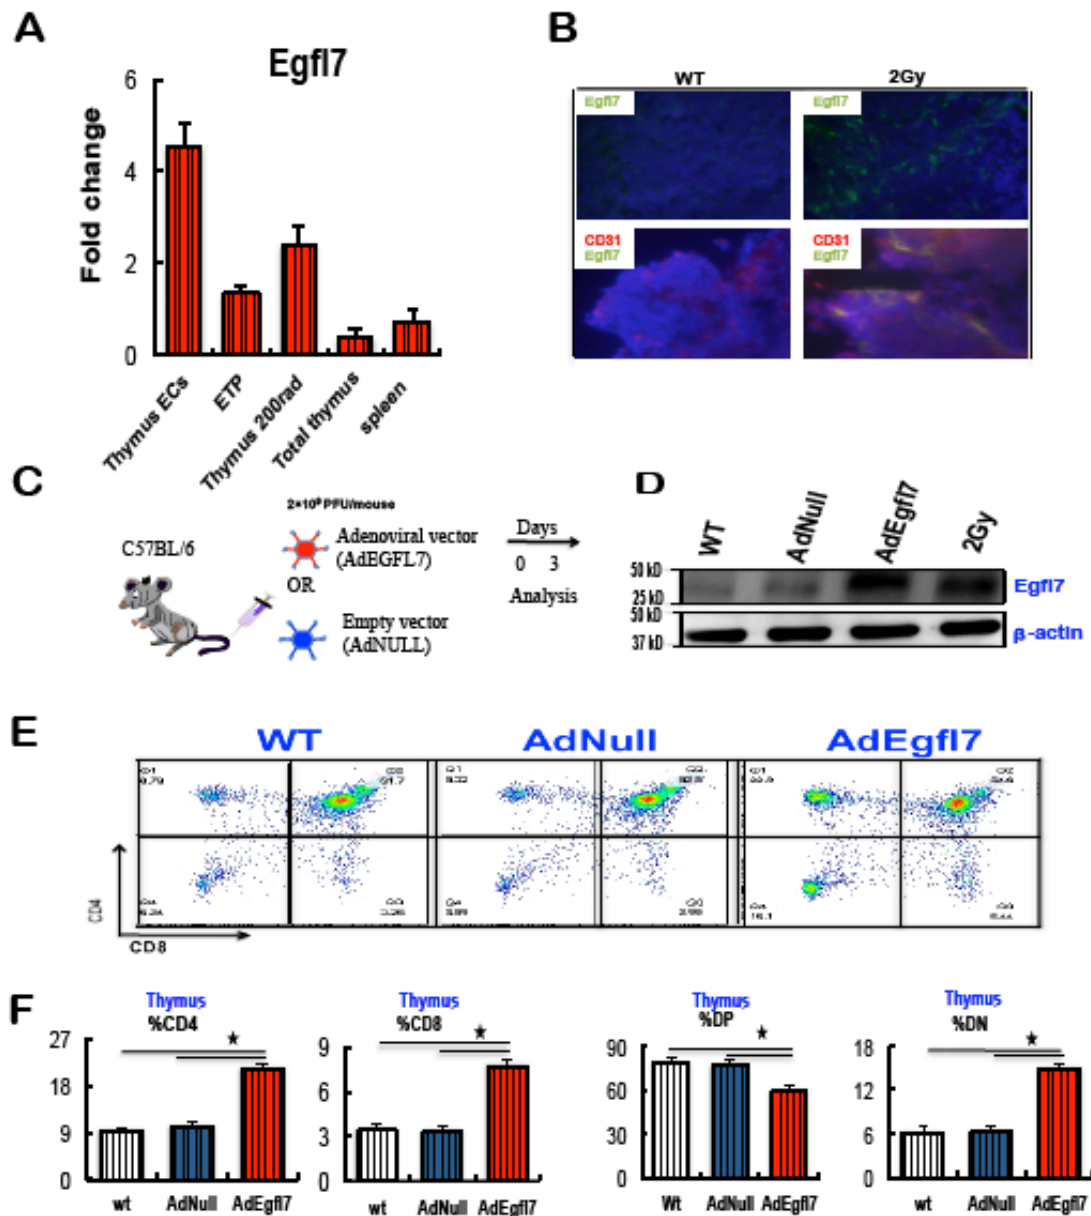 A
Egfl7
Fold change
6
4
2
0
Thymus ECs
ETP
Thymus 200rad
Total thymus
spleen
B
WT
2Gy
Egfl7
Egfl7
CD31
Egfl7
CD31
Egfl7
C
C57BL/6
PFU/mouse
Adenoviral vector
(AdEGFL7)
OR
Empty vector
(AdNULL)
Days
0 3
Analysis
D
WT
AdNull
AdEgfl7
2Gy
50 kD
25 kD
50 kD
37 kD
Egfl7
β-actin
E
WT
AdNull
AdEgfl7
CD4
CD8
F
Thymus
%CD4
★
27
18
9
0
wt
AdNull
AdEgfl7
Thymus
%CD8
★
9
6
3
0
wt
AdNull
AdEgfl7
Thymus
%DP
★
90
60
30
0
Wt
AdNull
AdEgfl7
Thymus
%DN
★
18
12
6
0
wt
AdNull
AdEgfl7